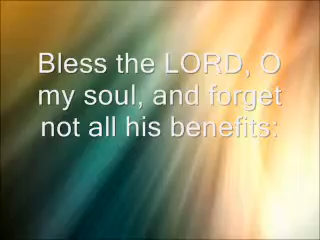 Bless the LORD, O
my soul, and forget
not all his benefits: